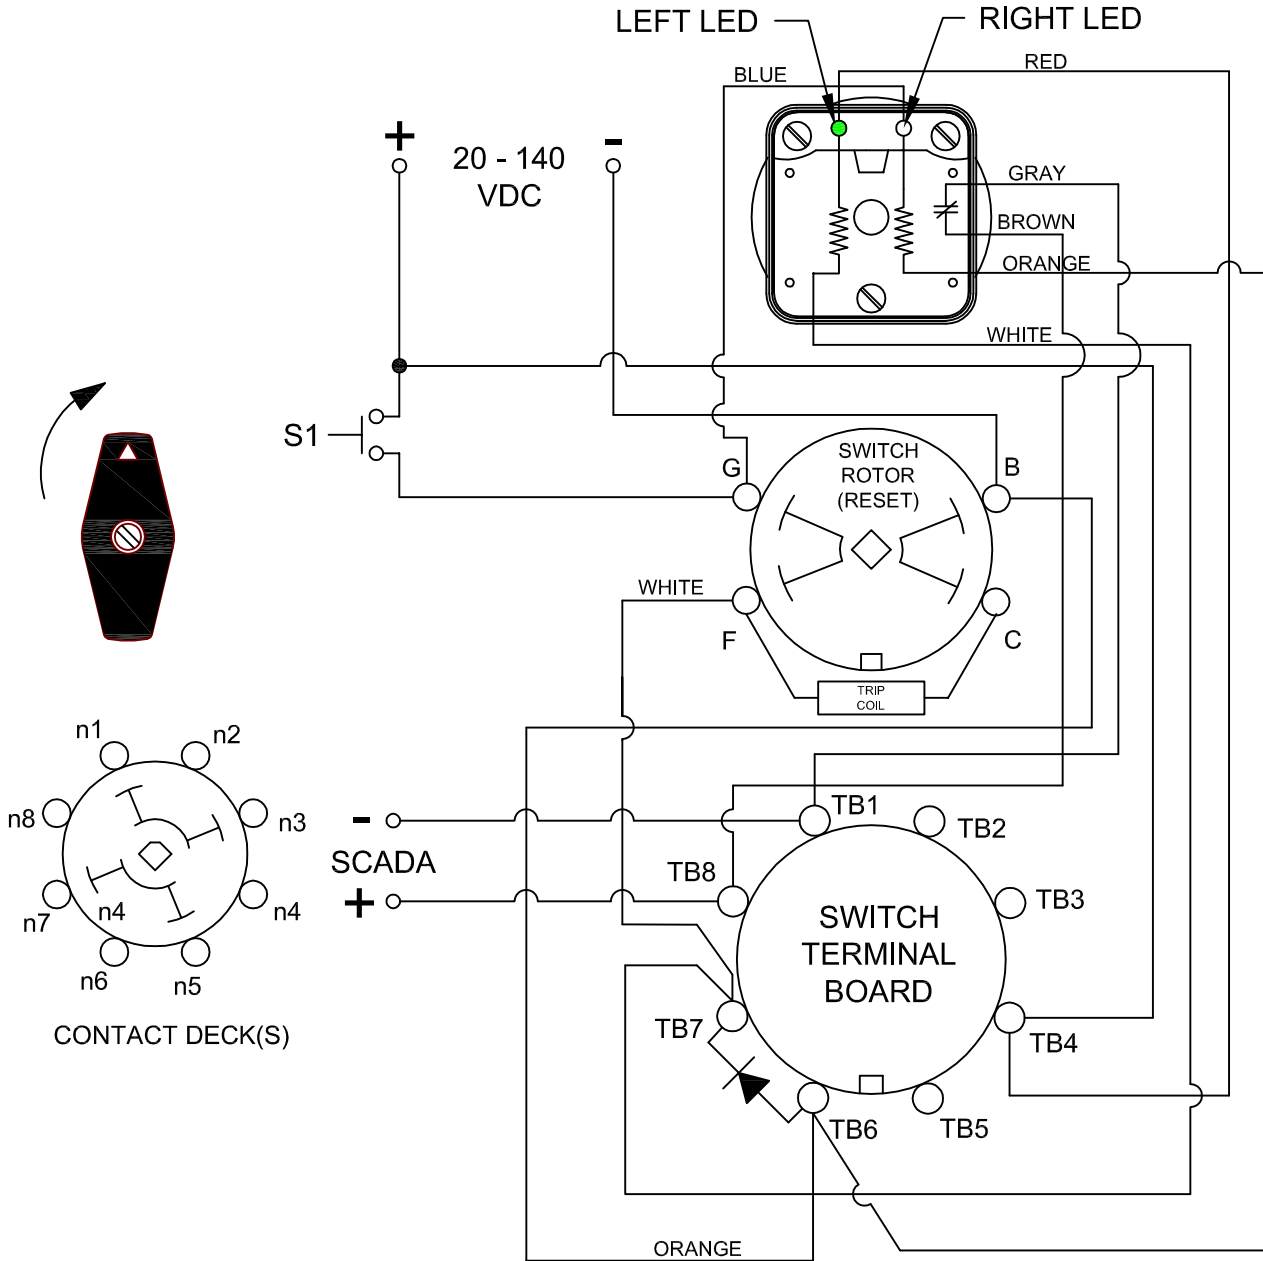 LEFT LED
RIGHT LED
BLUE
RED
+
20 - 140
VDC
-
GRAY
BROWN
ORANGE
WHITE
S1
G
SWITCH
ROTOR
(RESET)
B
WHITE
F
C
TRIP
COIL
n1
n2
n8
n3
n7
n4
n4
n6
n5
CONTACT DECK(S)
-
SCADA
+
TB1
TB2
TB8
TB3
SWITCH
TERMINAL
BOARD
TB7
TB4
TB6
TB5
ORANGE